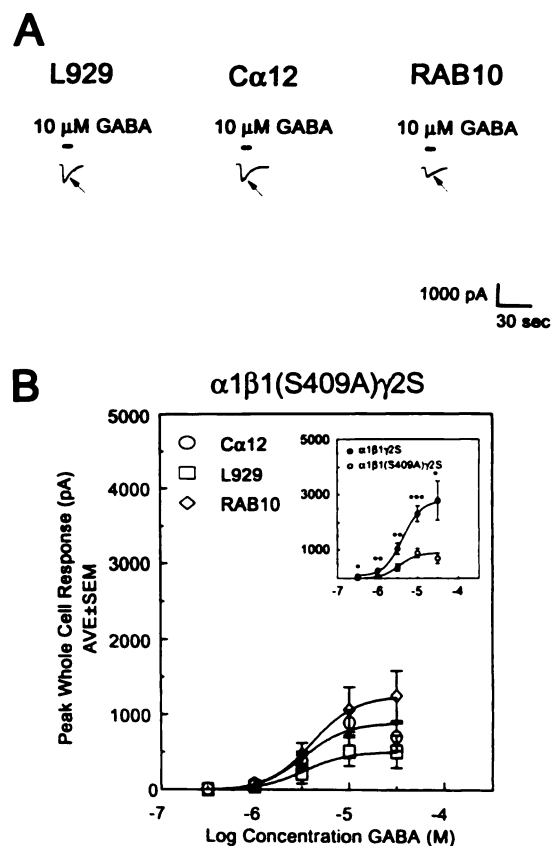 A
L929 Cα12 RAB10
10 μM GABA 10 μM GABA 10 μM GABA
1000 pA
30 sec
B
α1β1(S409A)γ2S
5000
4000
3000
2000
1000
0
Peak Whole Cell Response (pA)
AVE±SEM
Cα12
L929
RAB10
5000
3000
1000
α1β1γ2S
α1β1(S409A)γ2S
* ** ** *** *
-7 -6 -5 -4
-7 -6 -5 -4
Log Concentration GABA (M)